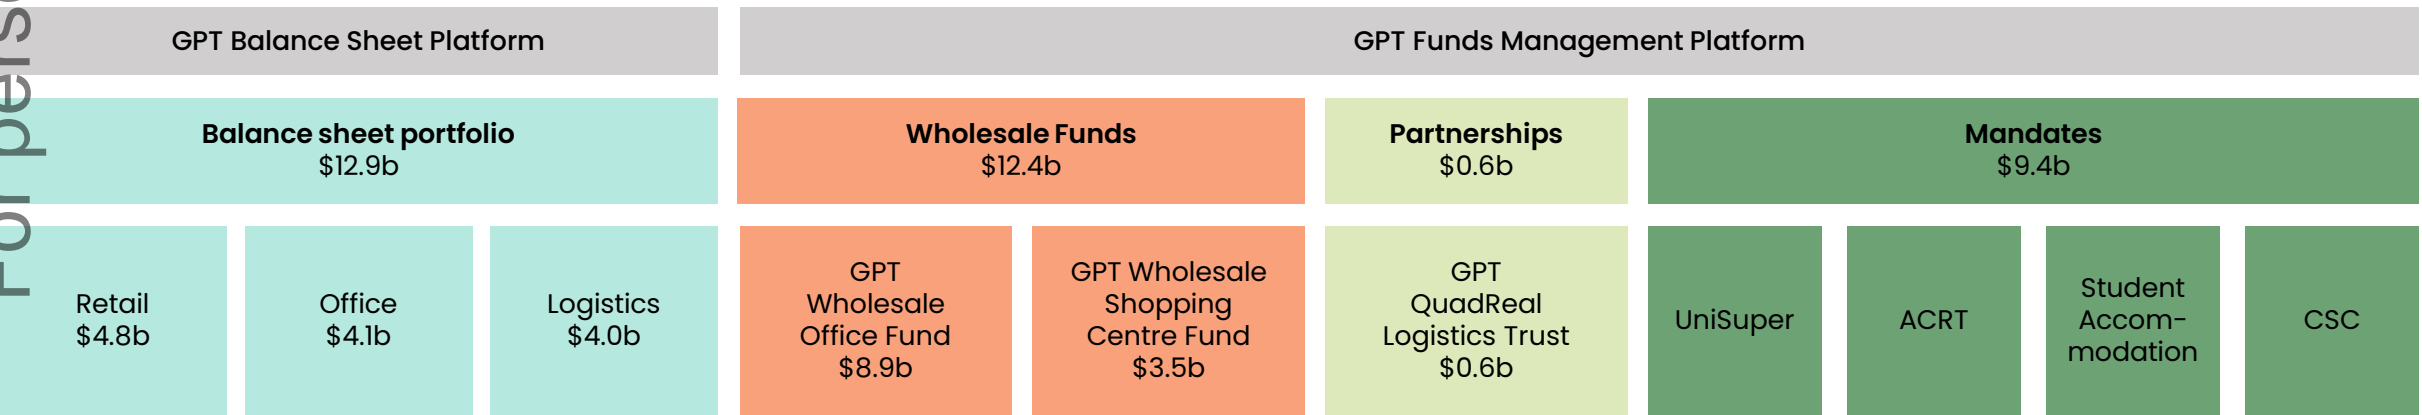 For pers
GPT Balance Sheet Platform
GPT Funds Management Platform
Balance sheet portfolio
$12.9b
Wholesale Funds
$12.4b
Partnerships
$0.6b
Mandates
$9.4b
Retail
$4.8b
Office
$4.1b
Logistics
$4.0b
GPT
Wholesale
Office Fund
$8.9b
GPT Wholesale
Shopping
Centre Fund
$3.5b
GPT
QuadReal
Logistics Trust
$0.6b
UniSuper
ACRT
Student
Accom-
modation
CSC